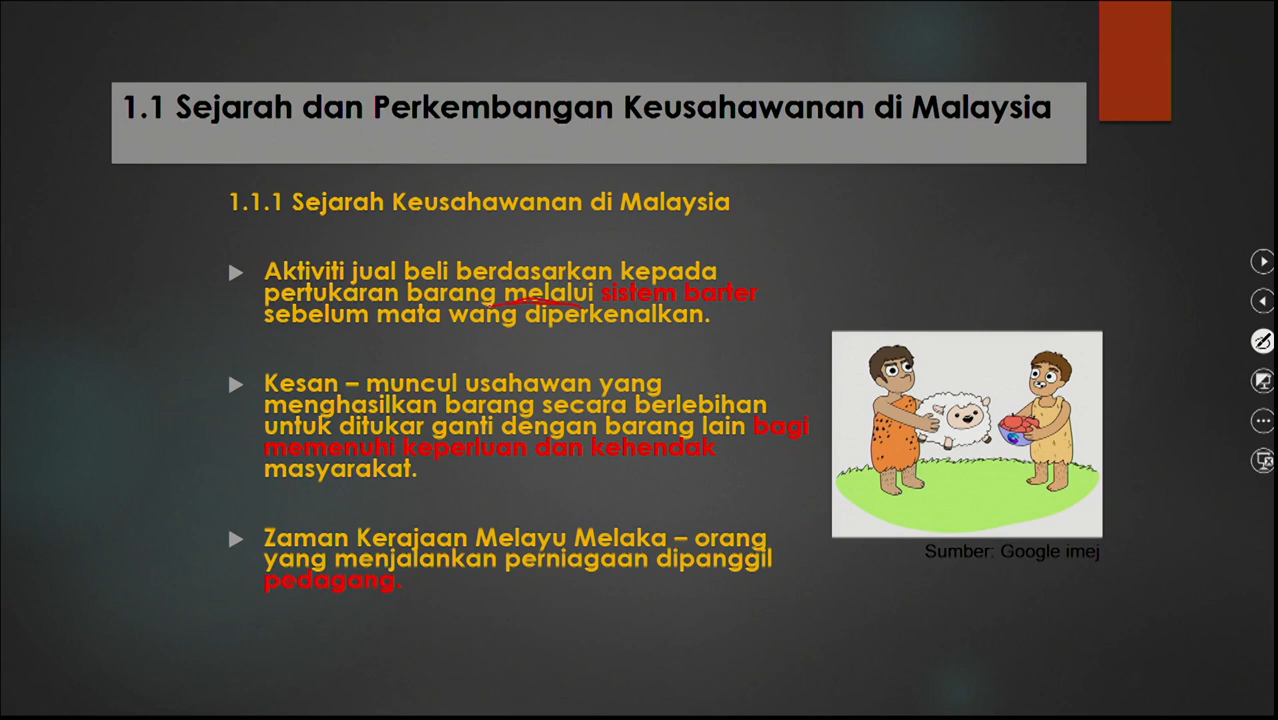 1.1 Sejarah dan Perkembangan Keusahawanan di Malaysia
1.1.1 Sejarah Keusahawanan di Malaysia
Aktiviti jual beli berdasarkan kepada
pertukaran barang melalui sistem barter
sebelum mata wang diperkenalkan.
Kesan – muncul usahawan yang
menghasilkan barang secara berlebihan
untuk ditukar ganti dengan barang lain bagi
memenuhi keperluan dan kehendak
masyarakat.
Zaman Kerajaan Melayu Melaka – orang
yang menjalankan perniagaan dipanggil
pedagang.
Sumber: Google imej